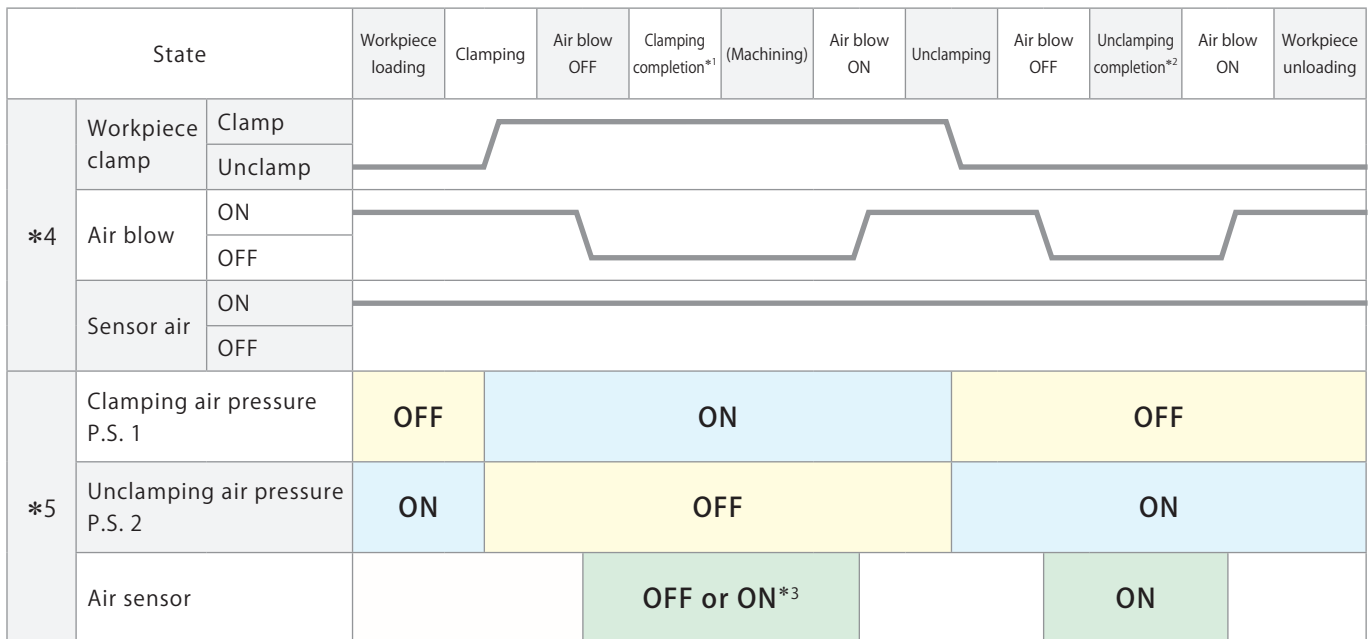 State
Workpiece
loading
Clamping
Air blow
OFF
Clamping
completion*1
(Machining)
Air blow
ON
Unclamping
Air blow
OFF
Unclamping
completion*2
Air blow
ON
Workpiece
unloading
*4
Workpiece
clamp
Clamp
Unclamp
Air blow
ON
OFF
Sensor air
ON
OFF
*5
Clamping air pressure
P.S. 1
OFF
ON
OFF
Unclamping air pressure
P.S. 2
ON
OFF
ON
Air sensor
OFF or ON*3
ON